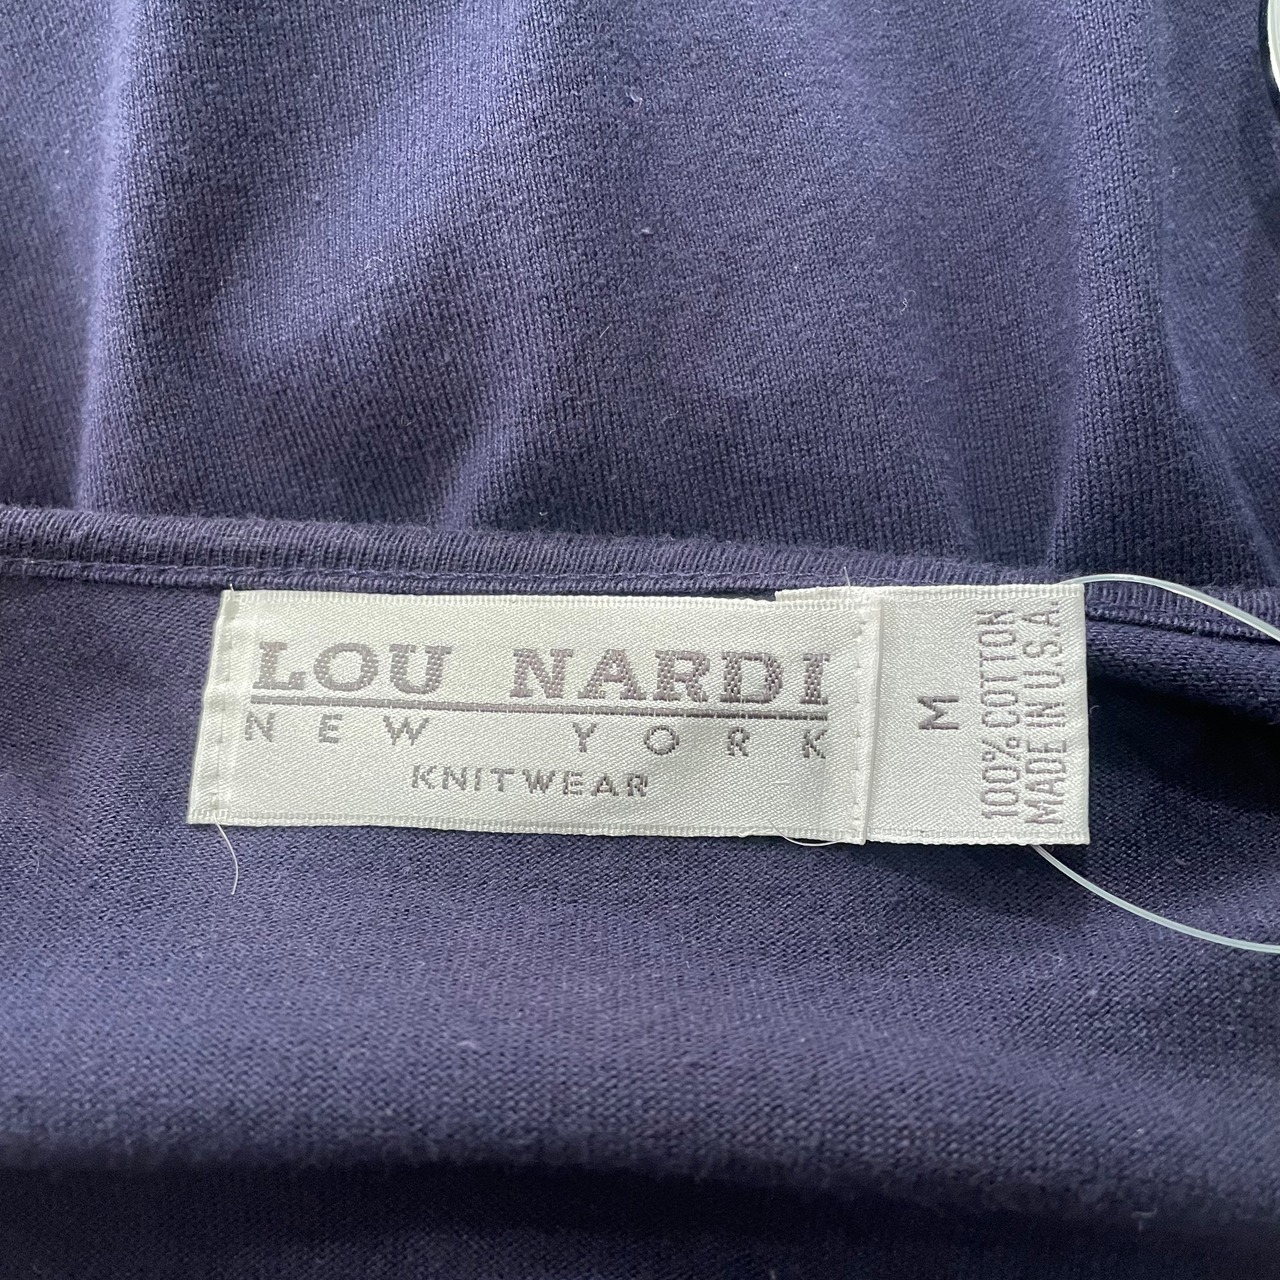 LOU NARDI
NEW YORK
KNITWEAR
M
100% COTTON
MADE IN U.S.A.